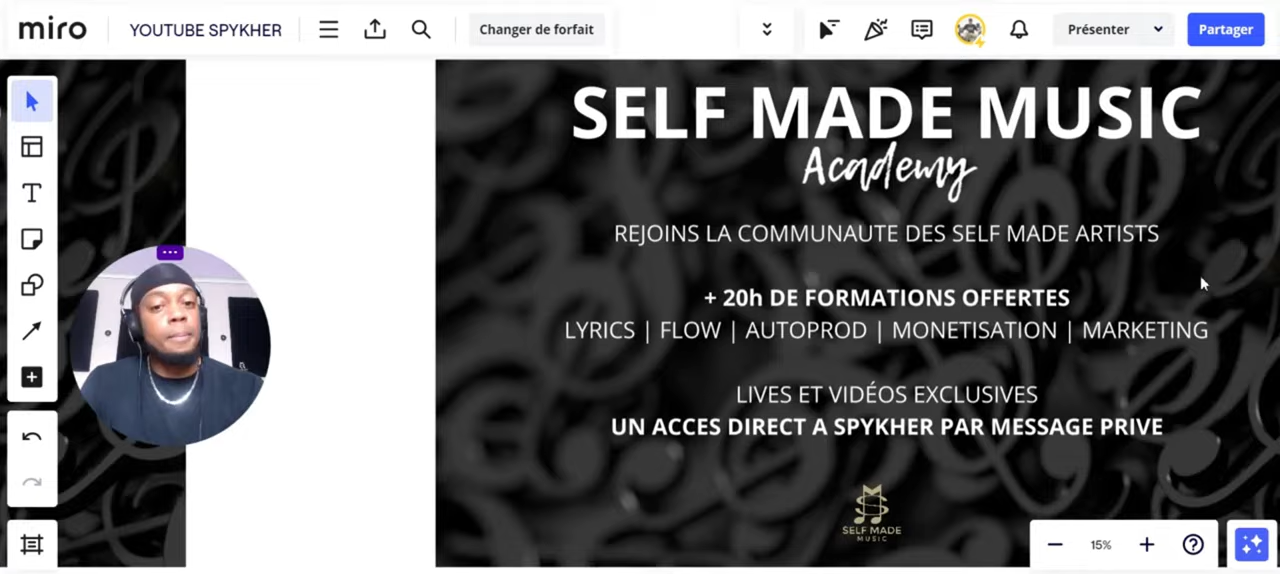 miro
YOUTUBE SPYKHER
Changer de forfait
Présenter
Partager
SELF MADE MUSIC
Academy
REJOINS LA COMMUNAUTE DES SELF MADE ARTISTS
+ 20h DE FORMATIONS OFFERTES
LYRICS | FLOW | AUTOPROD | MONETISATION | MARKETING
LIVES ET VIDÉOS EXCLUSIVES
UN ACCES DIRECT A SPYKHER PAR MESSAGE PRIVE
SELF MADE
MUSIC
15%